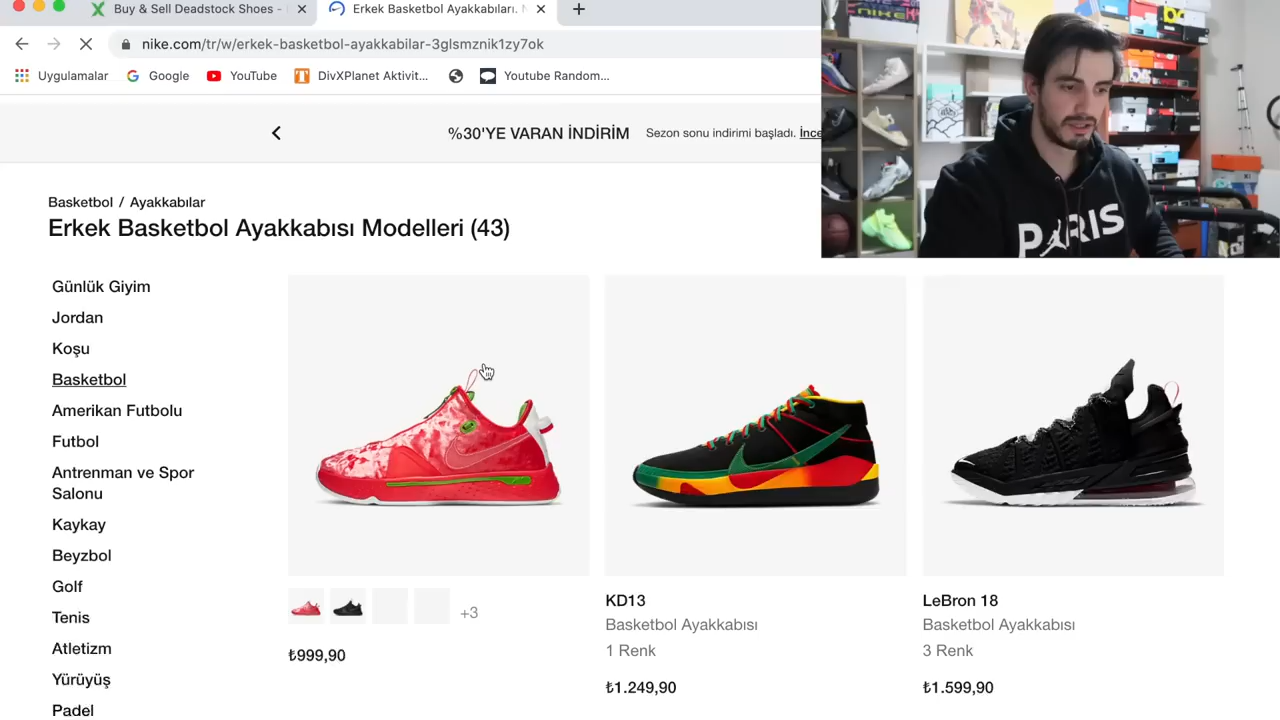 Buy & Sell Deadstock Shoes -
Erkek Basketbol Ayakkabıları. N
nike.com/tr/w/erkek-basketbol-ayakkabilar-3glsmznik1zy7ok
Uygulamalar
Google
YouTube
DivXPlanet Aktivit...
Youtube Random...
%30'YE VARAN İNDİRİM
Sezon sonu indirimi başladı. İnce
Basketbol / Ayakkabılar
Erkek Basketbol Ayakkabısı Modelleri (43)
Günlük Giyim
Jordan
Koşu
Basketbol
Amerikan Futbolu
Futbol
Antrenman ve Spor
Salonu
Kaykay
Beyzbol
Golf
Tenis
Atletizm
Yürüyüş
Padel
+3
₺999,90
KD13
Basketbol Ayakkabısı
1 Renk
₺1.249,90
LeBron 18
Basketbol Ayakkabısı
3 Renk
₺1.599,90
NIKE
PARIS